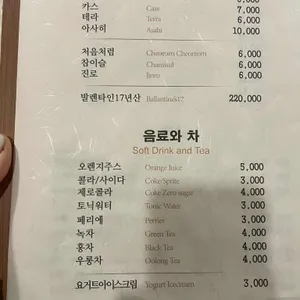 카스 Cass 7,000
테라 Terra 6,000
아사히 Asahi 10,000
처음처럼 Cheoeum Cheoreom 6,000
참이슬 Chamisul 6,000
진로 Jinro 6,000
발렌타인17년산 Ballantine's17 220,000
음료와 차
Soft Drink and Tea
오렌지주스 Orange Juice 5,000
콜라/사이다 Coke/Sprite 3,000
제로콜라 Coke Zero sugar 4,000
토닉워터 Tonic Water 3,000
페리에 Perrier 3,000
녹차 Green Tea 4,000
홍차 Black Tea 4,000
우롱차 Oolong Tea 4,000
요거트아이스크림 Yogurt Icecream 3,000